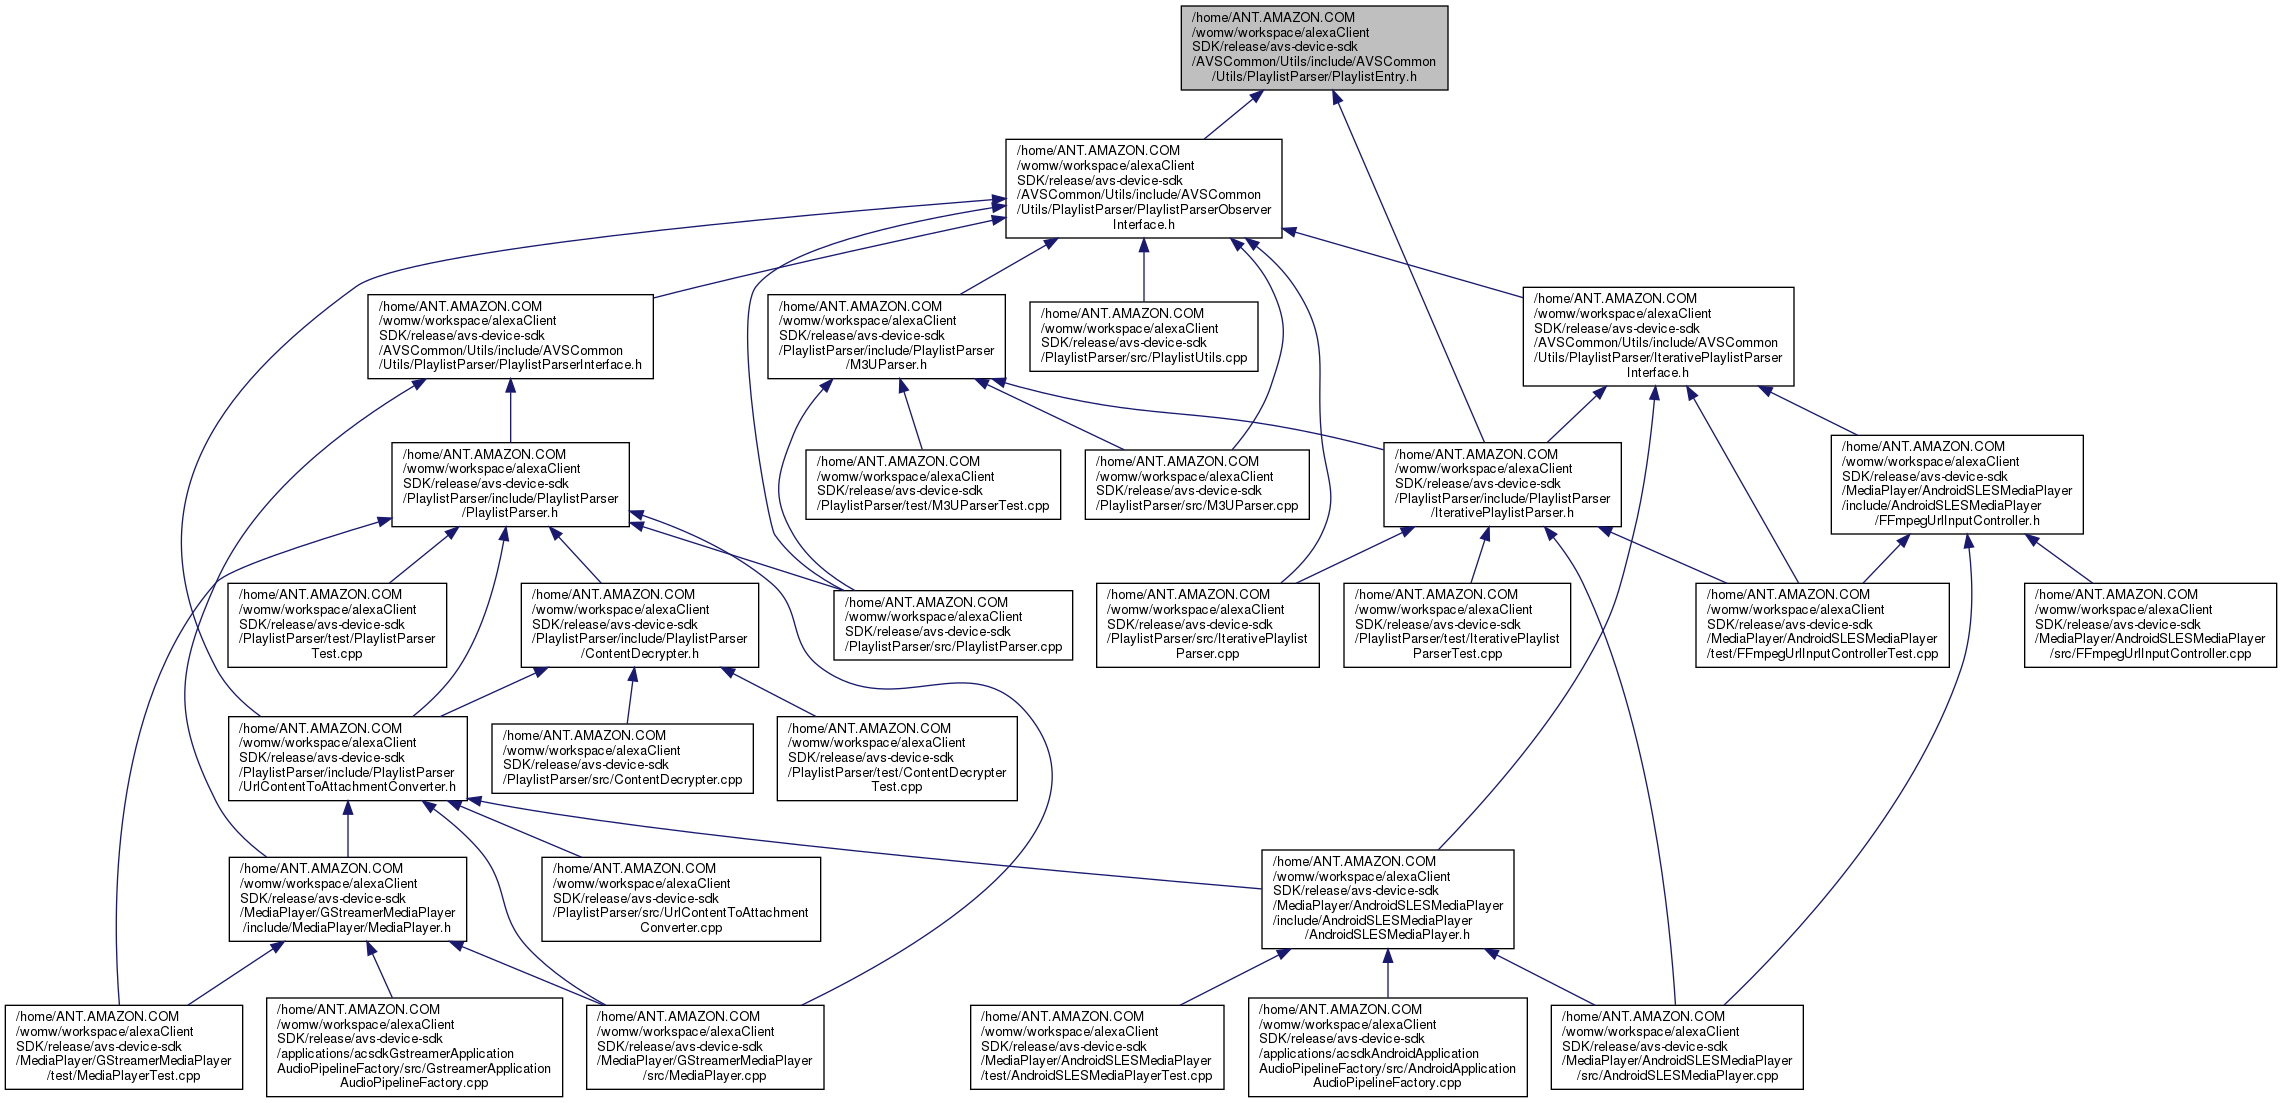 /home/ANT.AMAZON.COM
/womw/workspace/alexaClient
SDK/release/avs-device-sdk
/AVSCommon/Utils/include/AVSCommon
/Utils/PlaylistParser/PlaylistEntry.h
/home/ANT.AMAZON.COM
/womw/workspace/alexaClient
SDK/release/avs-device-sdk
/AVSCommon/Utils/include/AVSCommon
/Utils/PlaylistParser/PlaylistParserObserver
Interface.h
/home/ANT.AMAZON.COM
/womw/workspace/alexaClient
SDK/release/avs-device-sdk
/AVSCommon/Utils/include/AVSCommon
/Utils/PlaylistParser/PlaylistParserInterface.h
/home/ANT.AMAZON.COM
/womw/workspace/alexaClient
SDK/release/avs-device-sdk
/PlaylistParser/include/PlaylistParser
/M3UParser.h
/home/ANT.AMAZON.COM
/womw/workspace/alexaClient
SDK/release/avs-device-sdk
/PlaylistParser/src/PlaylistUtils.cpp
/home/ANT.AMAZON.COM
/womw/workspace/alexaClient
SDK/release/avs-device-sdk
/AVSCommon/Utils/include/AVSCommon
/Utils/PlaylistParser/IterativePlaylistParser
Interface.h
/home/ANT.AMAZON.COM
/womw/workspace/alexaClient
SDK/release/avs-device-sdk
/PlaylistParser/include/PlaylistParser
/PlaylistParser.h
/home/ANT.AMAZON.COM
/womw/workspace/alexaClient
SDK/release/avs-device-sdk
/PlaylistParser/test/M3UParserTest.cpp
/home/ANT.AMAZON.COM
/womw/workspace/alexaClient
SDK/release/avs-device-sdk
/PlaylistParser/src/M3UParser.cpp
/home/ANT.AMAZON.COM
/womw/workspace/alexaClient
SDK/release/avs-device-sdk
/PlaylistParser/include/PlaylistParser
/IterativePlaylistParser.h
/home/ANT.AMAZON.COM
/womw/workspace/alexaClient
SDK/release/avs-device-sdk
/MediaPlayer/AndroidSLESMediaPlayer
/include/AndroidSLESMediaPlayer
/FFmpegUrlInputController.h
/home/ANT.AMAZON.COM
/womw/workspace/alexaClient
SDK/release/avs-device-sdk
/PlaylistParser/test/PlaylistParser
Test.cpp
/home/ANT.AMAZON.COM
/womw/workspace/alexaClient
SDK/release/avs-device-sdk
/PlaylistParser/include/PlaylistParser
/ContentDecrypter.h
/home/ANT.AMAZON.COM
/womw/workspace/alexaClient
SDK/release/avs-device-sdk
/PlaylistParser/src/PlaylistParser.cpp
/home/ANT.AMAZON.COM
/womw/workspace/alexaClient
SDK/release/avs-device-sdk
/PlaylistParser/src/IterativePlaylist
Parser.cpp
/home/ANT.AMAZON.COM
/womw/workspace/alexaClient
SDK/release/avs-device-sdk
/PlaylistParser/test/IterativePlaylist
ParserTest.cpp
/home/ANT.AMAZON.COM
/womw/workspace/alexaClient
SDK/release/avs-device-sdk
/MediaPlayer/AndroidSLESMediaPlayer
/test/FFmpegUrlInputControllerTest.cpp
/home/ANT.AMAZON.COM
/womw/workspace/alexaClient
SDK/release/avs-device-sdk
/MediaPlayer/AndroidSLESMediaPlayer
/src/FFmpegUrlInputController.cpp
/home/ANT.AMAZON.COM
/womw/workspace/alexaClient
SDK/release/avs-device-sdk
/PlaylistParser/include/PlaylistParser
/UrlContentToAttachmentConverter.h
/home/ANT.AMAZON.COM
/womw/workspace/alexaClient
SDK/release/avs-device-sdk
/PlaylistParser/src/ContentDecrypter.cpp
/home/ANT.AMAZON.COM
/womw/workspace/alexaClient
SDK/release/avs-device-sdk
/PlaylistParser/test/ContentDecrypter
Test.cpp
/home/ANT.AMAZON.COM
/womw/workspace/alexaClient
SDK/release/avs-device-sdk
/MediaPlayer/GStreamerMediaPlayer
/include/MediaPlayer/MediaPlayer.h
/home/ANT.AMAZON.COM
/womw/workspace/alexaClient
SDK/release/avs-device-sdk
/PlaylistParser/src/UrlContentToAttachment
Converter.cpp
/home/ANT.AMAZON.COM
/womw/workspace/alexaClient
SDK/release/avs-device-sdk
/MediaPlayer/AndroidSLESMediaPlayer
/include/AndroidSLESMediaPlayer
/AndroidSLESMediaPlayer.h
/home/ANT.AMAZON.COM
/womw/workspace/alexaClient
SDK/release/avs-device-sdk
/MediaPlayer/GStreamerMediaPlayer
/test/MediaPlayerTest.cpp
/home/ANT.AMAZON.COM
/womw/workspace/alexaClient
SDK/release/avs-device-sdk
/applications/acsdkGstreamerApplication
AudioPipelineFactory/src/GstreamerApplication
AudioPipelineFactory.cpp
/home/ANT.AMAZON.COM
/womw/workspace/alexaClient
SDK/release/avs-device-sdk
/MediaPlayer/GStreamerMediaPlayer
/src/MediaPlayer.cpp
/home/ANT.AMAZON.COM
/womw/workspace/alexaClient
SDK/release/avs-device-sdk
/MediaPlayer/AndroidSLESMediaPlayer
/test/AndroidSLESMediaPlayerTest.cpp
/home/ANT.AMAZON.COM
/womw/workspace/alexaClient
SDK/release/avs-device-sdk
/applications/acsdkAndroidApplication
AudioPipelineFactory/src/AndroidApplication
AudioPipelineFactory.cpp
/home/ANT.AMAZON.COM
/womw/workspace/alexaClient
SDK/release/avs-device-sdk
/MediaPlayer/AndroidSLESMediaPlayer
/src/AndroidSLESMediaPlayer.cpp